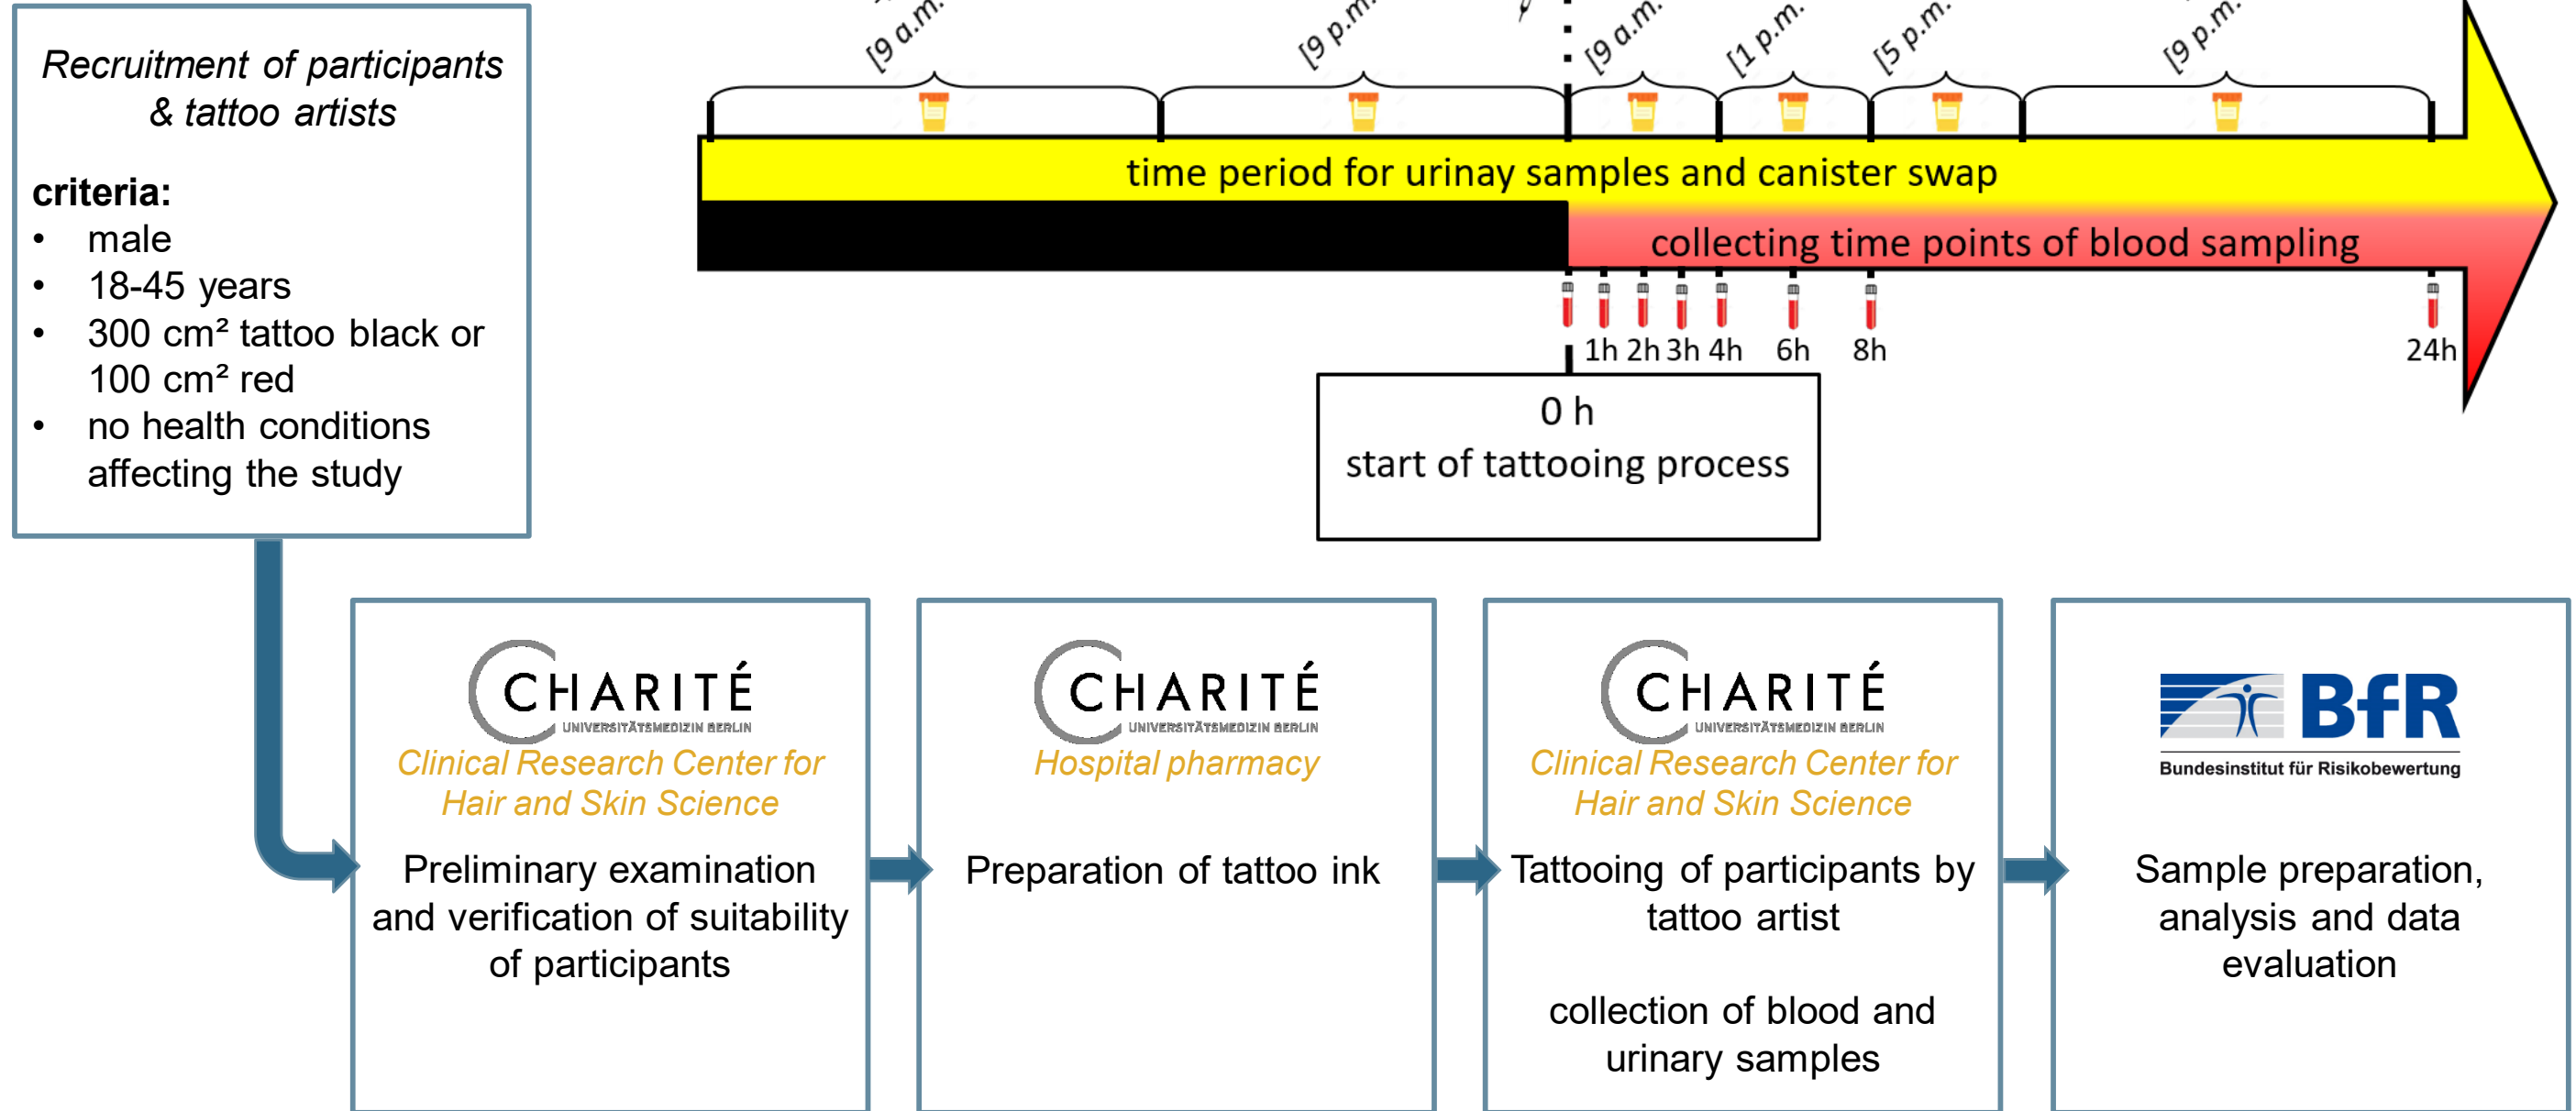 Recruitment of participants
& tattoo artists
criteria:
• male
• 18-45 years
• 300 cm² tattoo black or
100 cm² red
• no health conditions
affecting the study
[9 a.m.
[9 p.m.
[9 a.m.
[1 p.m.
[5 p.m.
[9 p.m.
time period for urinay samples and canister swap
collecting time points of blood sampling
1h 2h 3h 4h 6h 8h 24h
0 h
start of tattooing process
CHARITÉ
UNIVERSITÄTSMEDIZIN BERLIN
Clinical Research Center for
Hair and Skin Science
Preliminary examination
and verification of suitability
of participants
CHARITÉ
UNIVERSITÄTSMEDIZIN BERLIN
Hospital pharmacy
Preparation of tattoo ink
CHARITÉ
UNIVERSITÄTSMEDIZIN BERLIN
Clinical Research Center for
Hair and Skin Science
Tattooing of participants by
tattoo artist
collection of blood and
urinary samples
BfR
Bundesinstitut für Risikobewertung
Sample preparation,
analysis and data
evaluation